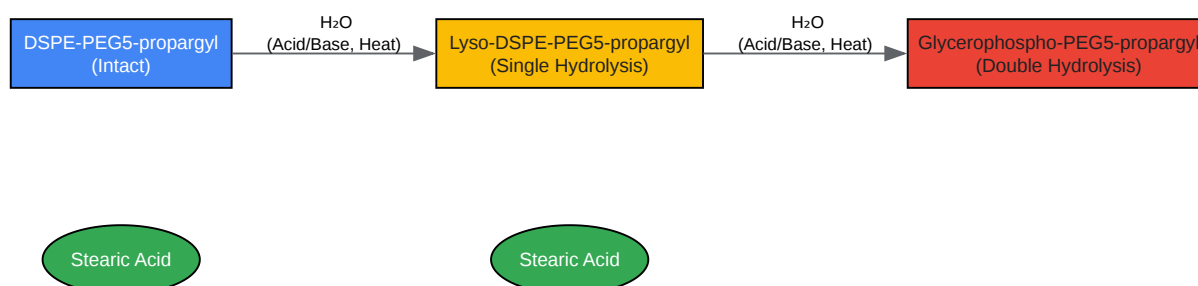 DSPE-PEG5-propargyl
(Intact)
H₂O
(Acid/Base, Heat)
Lyso-DSPE-PEG5-propargyl
(Single Hydrolysis)
H₂O
(Acid/Base, Heat)
Glycerophospho-PEG5-propargyl
(Double Hydrolysis)
Stearic Acid
Stearic Acid